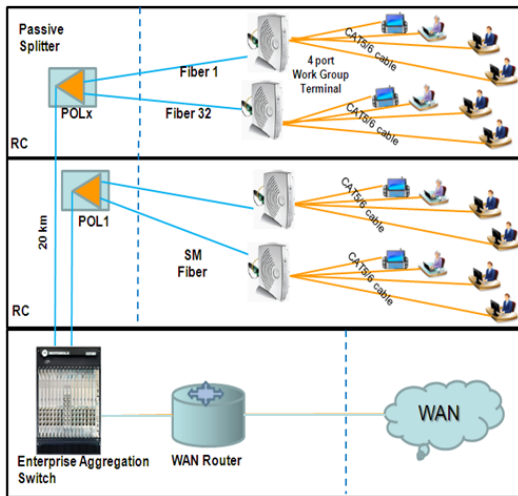 Passive
Splitter
POLx
RC
Fiber 1
Fiber 32
4 port
Work Group
Terminal
CAT5/6 cable
CAT5/6 cable
20 km
POL1
RC
SM
Fiber
CAT5/6 cable
CAT5/6 cable
MOTOROLA
Enterprise Aggregation
Switch
WAN Router
WAN